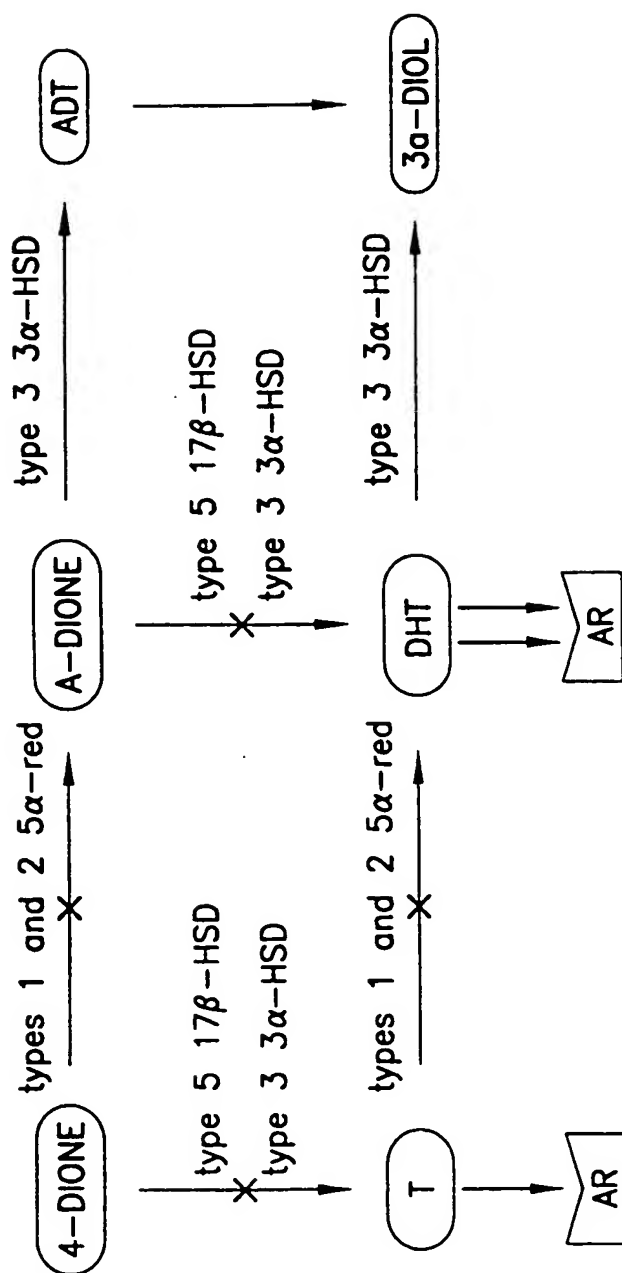 4-DIONE
types 1 and 2 5α-red
A-DIONE
type 3 3α-HSD
ADT
type 5 17β-HSD
type 3 3α-HSD
type 5 17β-HSD
type 3 3α-HSD
T
types 1 and 2 5α-red
DHT
type 3 3α-HSD
3a-DIOL
AR
AR